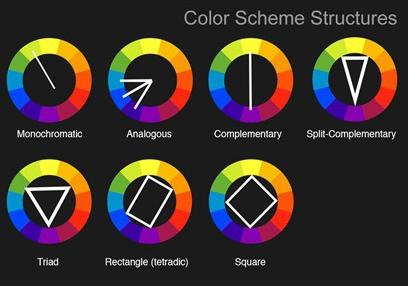 Color Scheme Structures
Monochromatic
Analogous
Complementary
Split-Complementary
Triad
Rectangle (tetradic)
Square